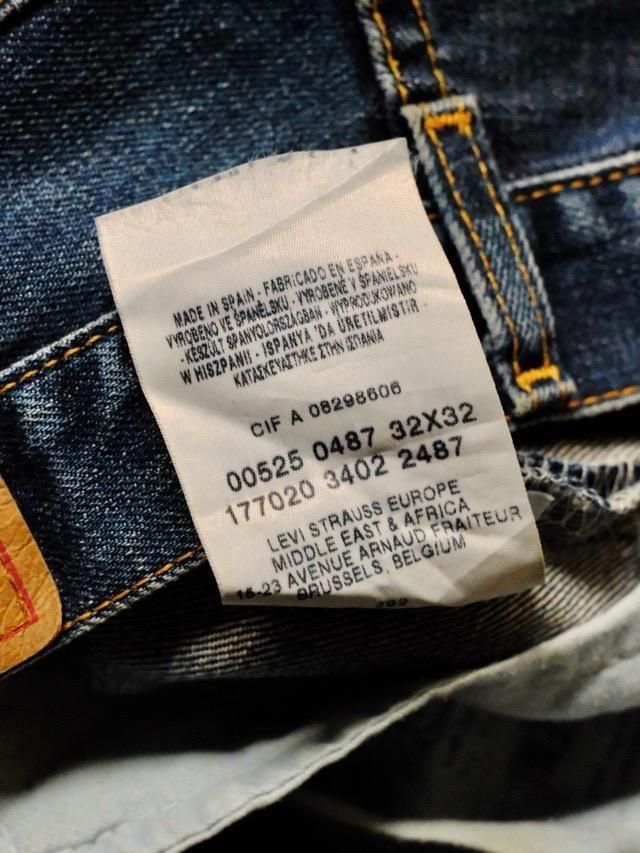 MADE IN SPAIN - FABRICADO EN ESPAÑA -
VYROBENO VE ŠPANĚLSKU - VYROBENÉ V ŠPANIELSKU
- KÉSZÜLT SPANYOLORSZÁGBAN - WYPRODUKOWANO
W HISZPANII - ISPANYA 'DA ÜRETILMISTIR -
ΚΑΤΑΣΚΕΥΑΣΤΗΚΕ ΣΤΗΝ ΙΣΠΑΝΙΑ
CIF A 08298606
00525 0487 32X32
177020 3402 2487
LEVI STRAUSS EUROPE
MIDDLE EAST & AFRICA
16-23 AVENUE ARNAUD FRAITEUR
BRUSSELS, BELGIUM